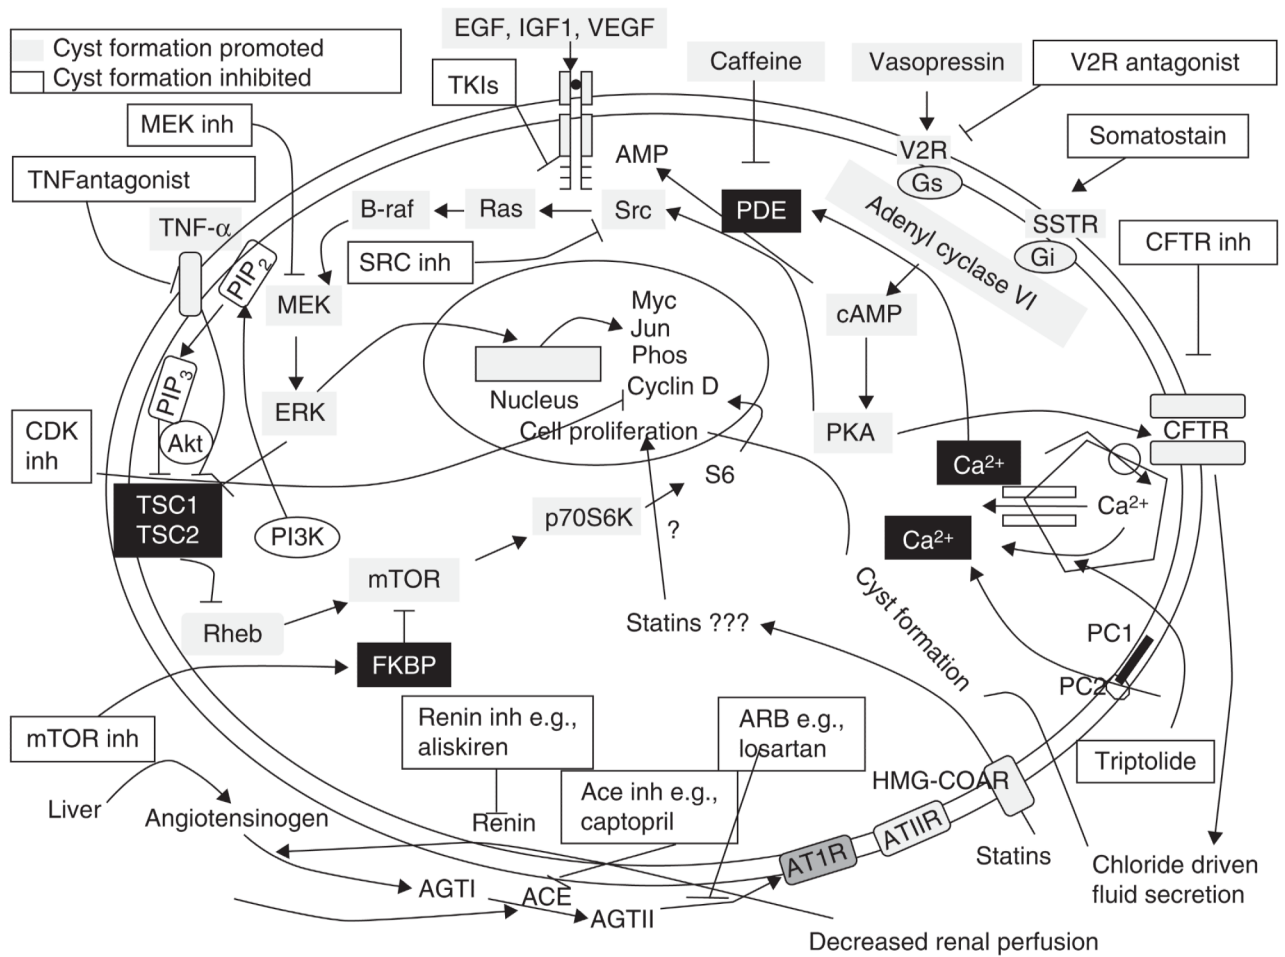 EGF, IGF1, VEGF
Cyst formation promoted
Cyst formation inhibited
TKIs
Caffeine
Vasopressin
V2R antagonist
MEK inh
AMP
V2R
Somatostain
TNFantagonist
Gs
B-raf
Ras
Src
PDE
Adenyl cyclase VI
SSTR
TNF-α
CFTR inh
SRC inh
Gi
PIP2
MEK
Myc
Jun
Phos
Cyclin D
cAMP
PIP3
Nucleus
ERK
Cell proliferation
PKA
CFTR
CDK
inh
Akt
Ca2+
S6
TSC1
TSC2
PI3K
p70S6K
?
Ca2+
Ca2+
mTOR
Cyst formation
Rheb
Statins ???
PC1
FKBP
PC2
mTOR inh
Renin inh e.g.,
aliskiren
ARB e.g.,
losartan
Triptolide
Liver
Angiotensinogen
Renin
Ace inh e.g.,
captopril
HMG-COAR
ATIIR
AT1R
Statins
Chloride driven
fluid secretion
AGTI
ACE
AGTII
Decreased renal perfusion